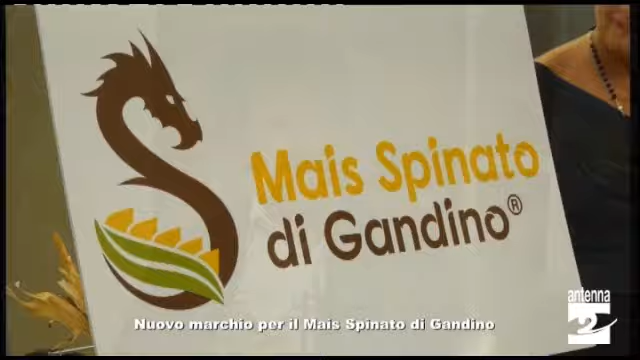 Mais Spinato
di Gandino®
Nuovo marchio per il Mais Spinato di Gandino
antenna
2